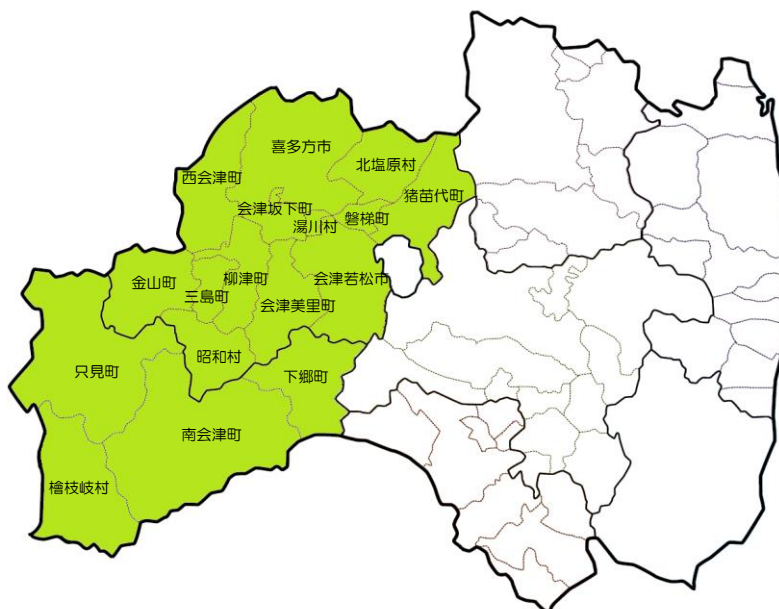 喜多方市
北塩原村
西会津町
猪苗代町
会津坂下町
磐梯町
湯川村
金山町
柳津町
会津若松市
三島町
会津美里町
昭和村
只見町
下郷町
南会津町
檜枝岐村